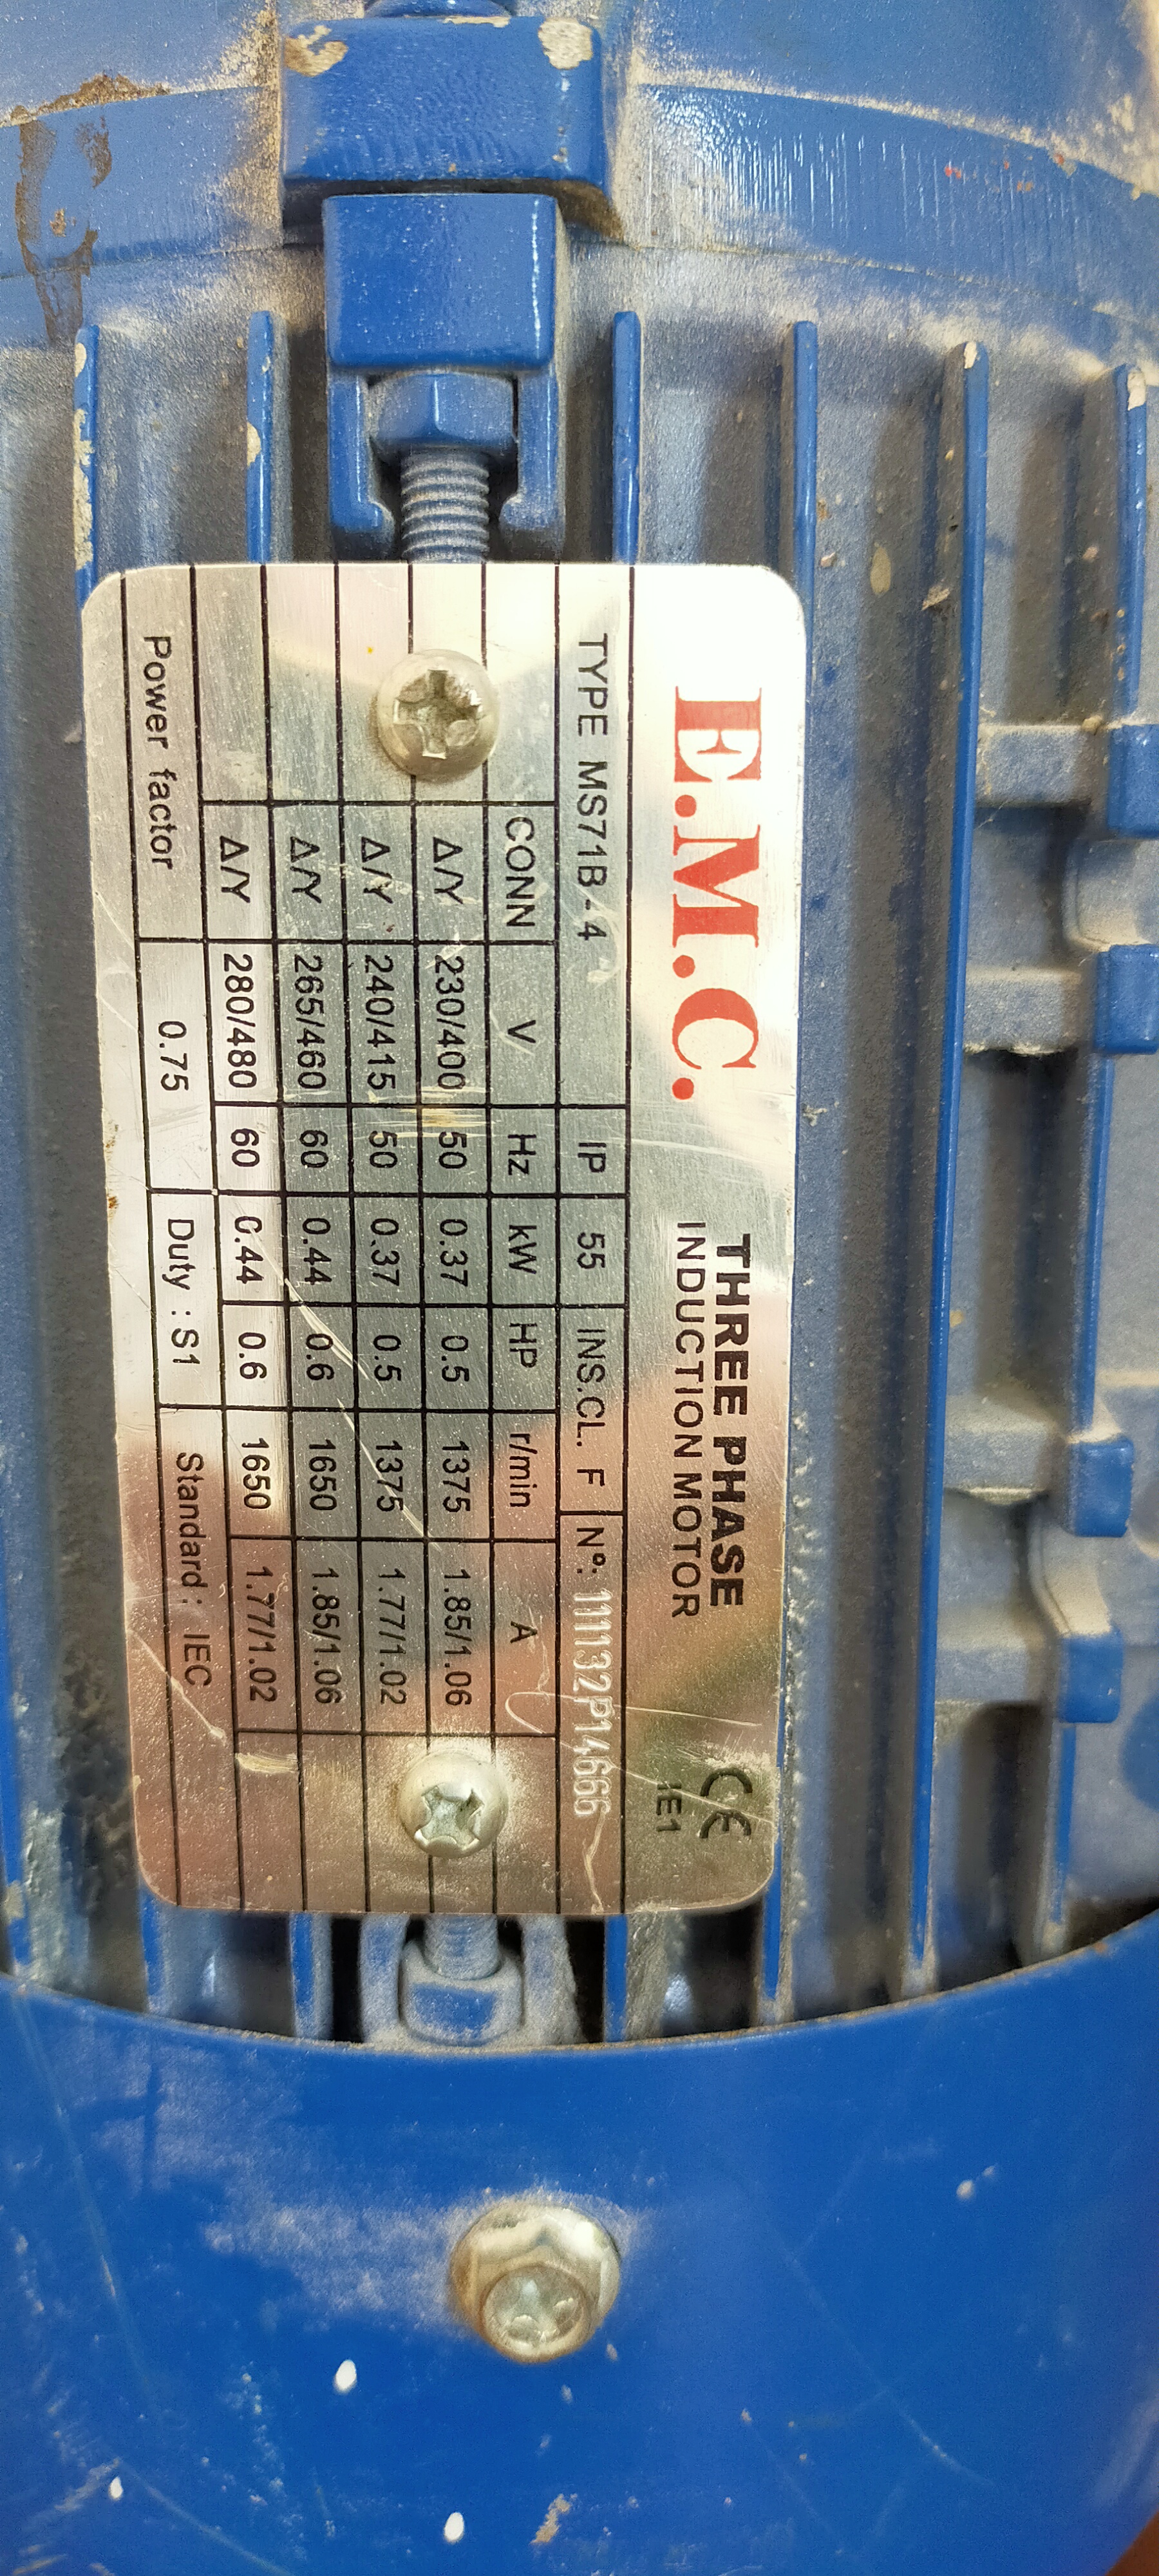 E.M.C.
THREE PHASE
INDUCTION MOTOR
CE
IE1
TYPE MS71B-4 IP 55 INS.CL. F Nº: 11132P14666
CONN V Hz kW HP r/min A
Δ/Y 230/400 50 0.37 0.5 1375 1.85/1.06
Δ/Y 240/415 50 0.37 0.5 1375 1.77/1.02
Δ/Y 265/460 60 0.44 0.6 1650 1.85/1.06
Δ/Y 280/480 60 0.44 0.6 1650 1.77/1.02
Power factor 0.75 Duty : S1 Standard : IEC